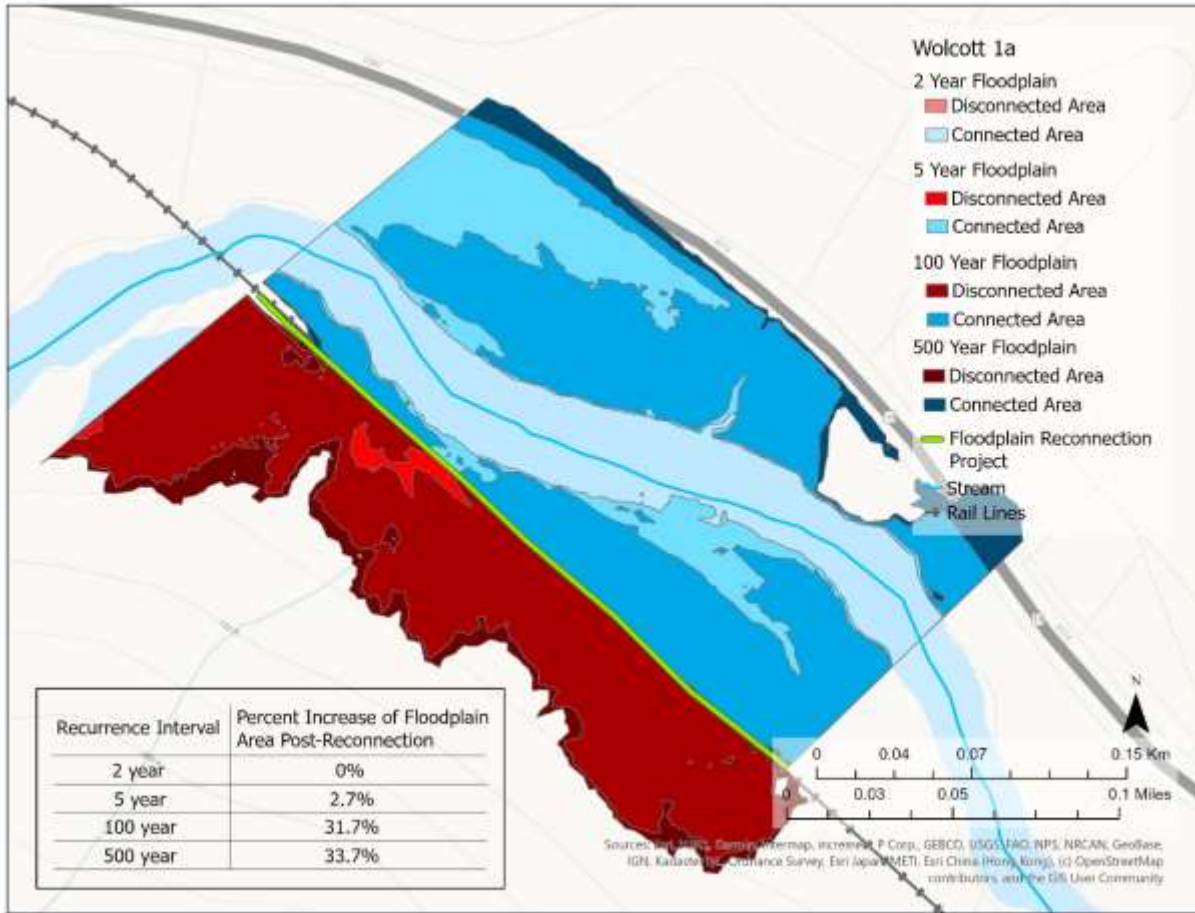 Wolcott 1a
2 Year Floodplain
Disconnected Area
Connected Area
5 Year Floodplain
Disconnected Area
Connected Area
100 Year Floodplain
Disconnected Area
Connected Area
500 Year Floodplain
Disconnected Area
Connected Area
Floodplain Reconnection
Project
Stream
Rail Lines
N
0 0.04 0.07 0.15 Km
0 0.03 0.05 0.1 Miles
Recurrence Interval Percent Increase of Floodplain
Area Post-Reconnection
2 year 0%
5 year 2.7%
100 year 31.7%
500 year 33.7%
Sources: Intermap, increment P Corp., GEBCO, USGS, FAO, NPS, NRCAN, GeoBase,
IGN, Kadaster Ordnance Survey, Esri Japan, METI, Esri China (Hong Kong), (c) OpenStreetMap
contributors, and the GIS User Community